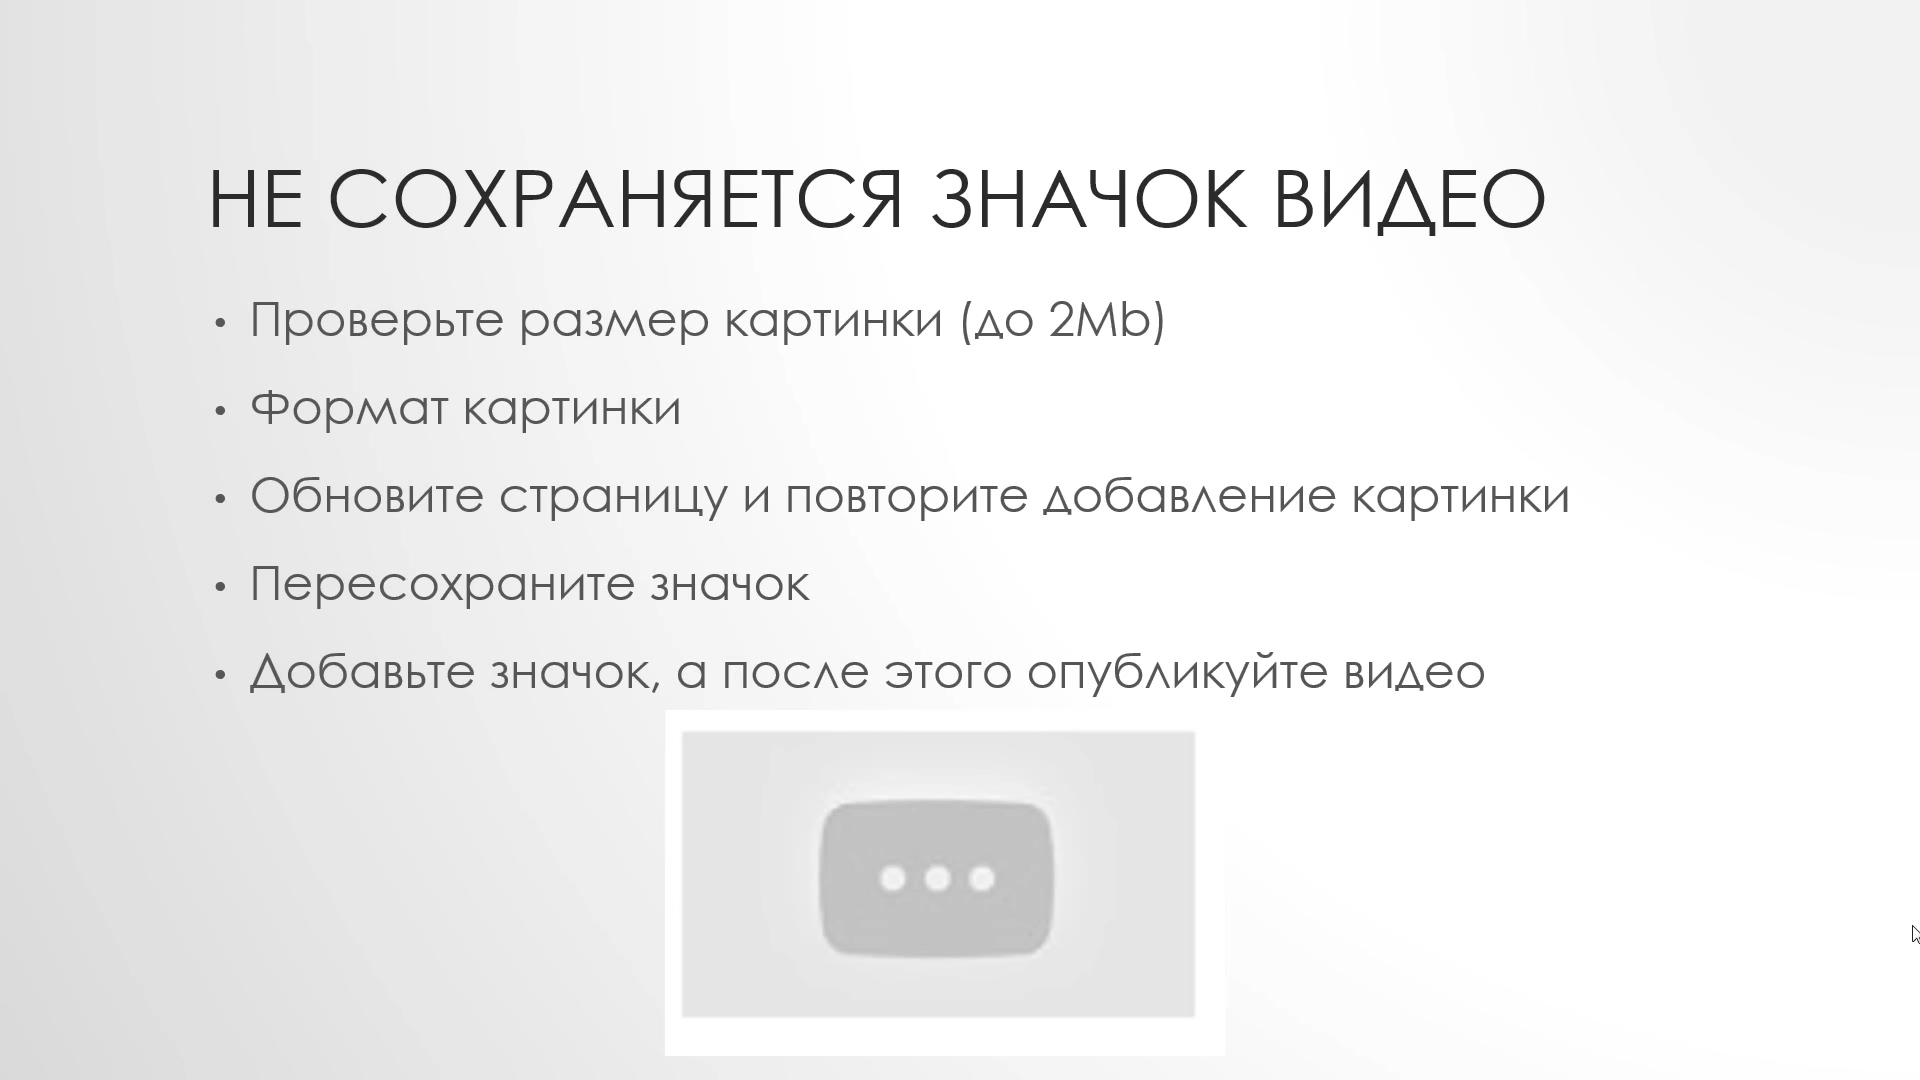 НЕ СОХРАНЯЕТСЯ ЗНАЧОК ВИДЕО
• Проверьте размер картинки (до 2Mb)
• Формат картинки
• Обновите страницу и повторите добавление картинки
• Пересохраните значок
• Добавьте значок, а после этого опубликуйте видео